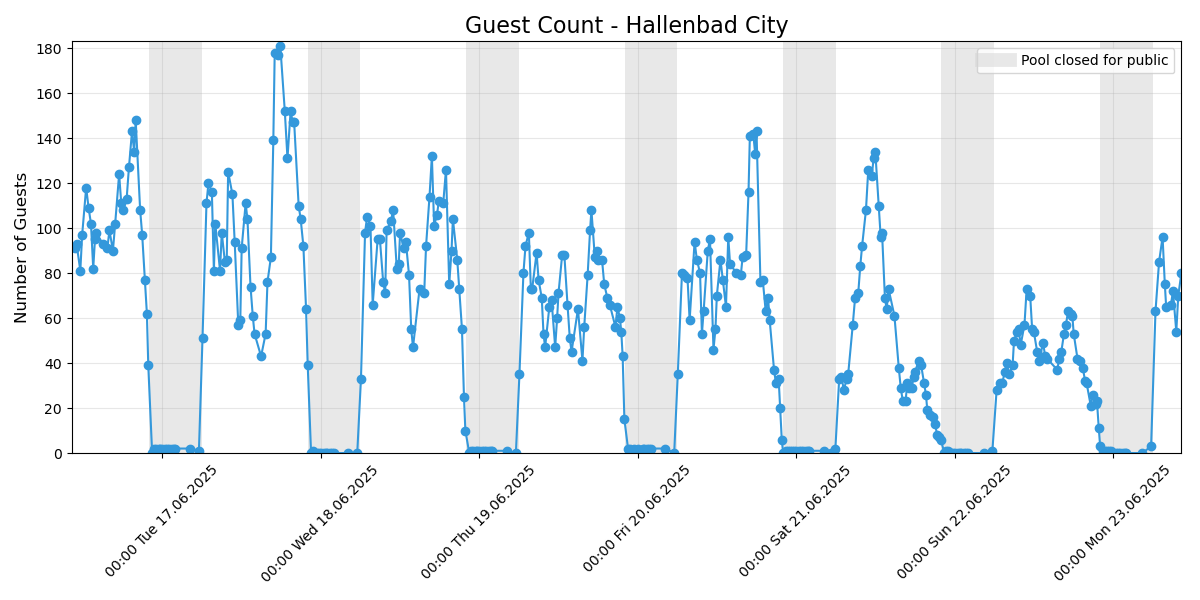 Guest Count - Hallenbad City
Pool closed for public
Number of Guests
180
160
140
120
100
80
60
40
20
0
00:00 Tue 17.06.2025
00:00 Wed 18.06.2025
00:00 Thu 19.06.2025
00:00 Fri 20.06.2025
00:00 Sat 21.06.2025
00:00 Sun 22.06.2025
00:00 Mon 23.06.2025